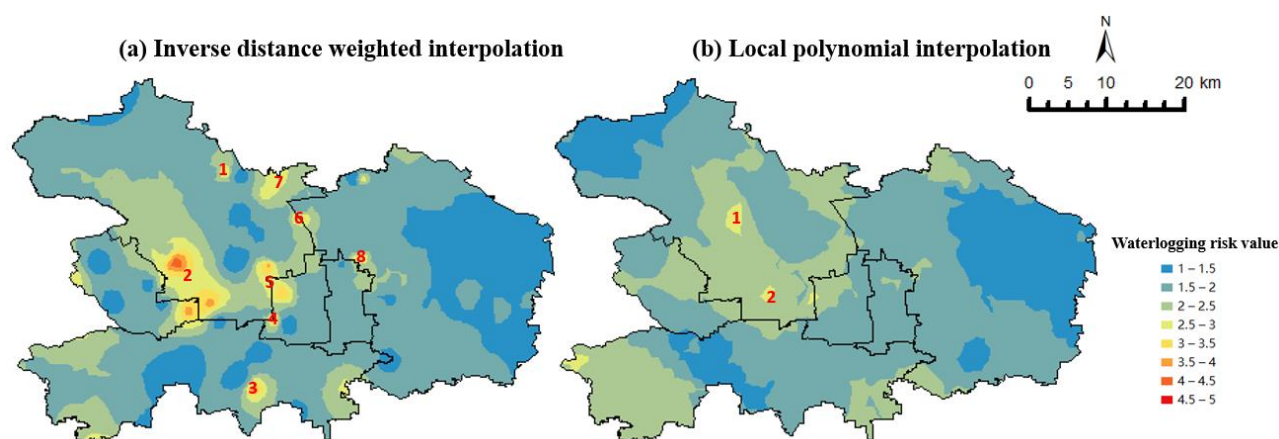 (a) Inverse distance weighted interpolation
(b) Local polynomial interpolation
N
0 10 20 km
1
7
6
2
8
5
4
3
1
2
Waterlogging risk value
1 – 1.5
1.5 – 2
2 – 2.5
2.5 – 3
3 – 3.5
3.5 – 4
4 – 4.5
4.5 – 5